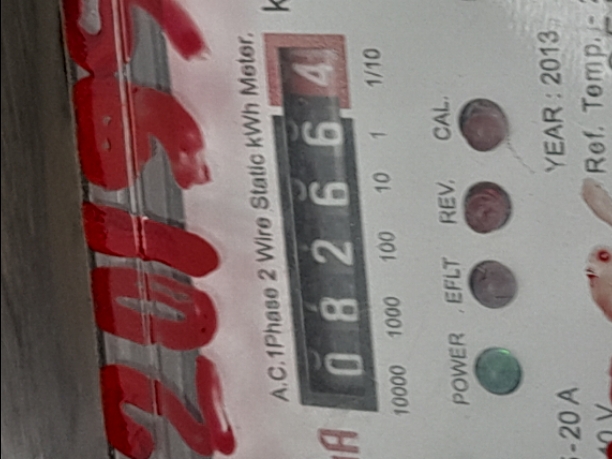 A.C.1Phase 2 Wire Static kWh Meter.
0 8 2 6 6 4
10000 1000 100 10 1 1/10
POWER EFLT REV. CAL.
YEAR : 2013
-20 A Ref. Temp.